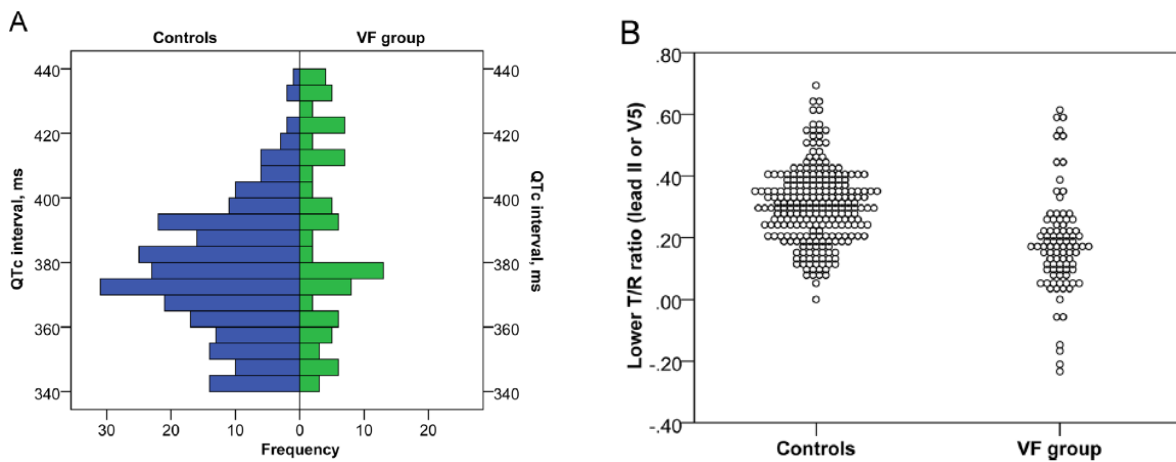 A
Controls VF group
440
420
400
380
360
340
QTc interval, ms
440
420
400
380
360
340
QTc interval, ms
30 20 10 0 10 20
Frequency
B
.80
.60
.40
.20
.00
-.20
-.40
Lower T/R ratio (lead II or V5)
Controls VF group